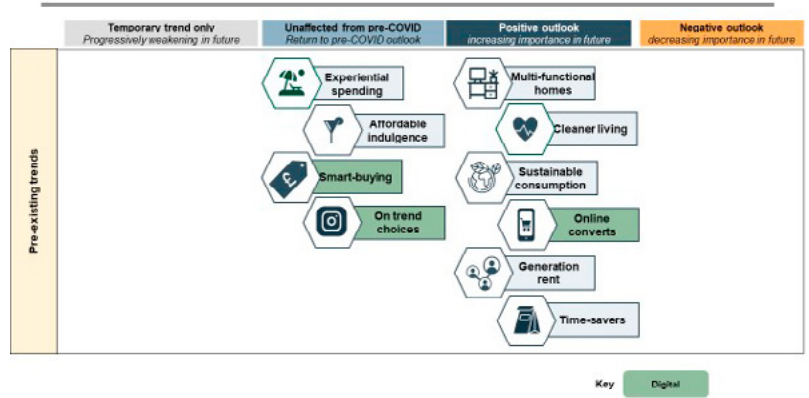 Temporary trend only
Progressively weakening in future
Unaffected from pre-COVID
Return to pre-COVID outlook
Positive outlook
increasing importance in future
Negative outlook
decreasing importance in future
Pre-existing trends
Experiential
spending
Affordable
indulgence
£
Smart-buying
On trend
choices
Multi-functional
homes
Cleaner living
Sustainable
consumption
Online
converts
Generation
rent
Time-savers
Key
Digital